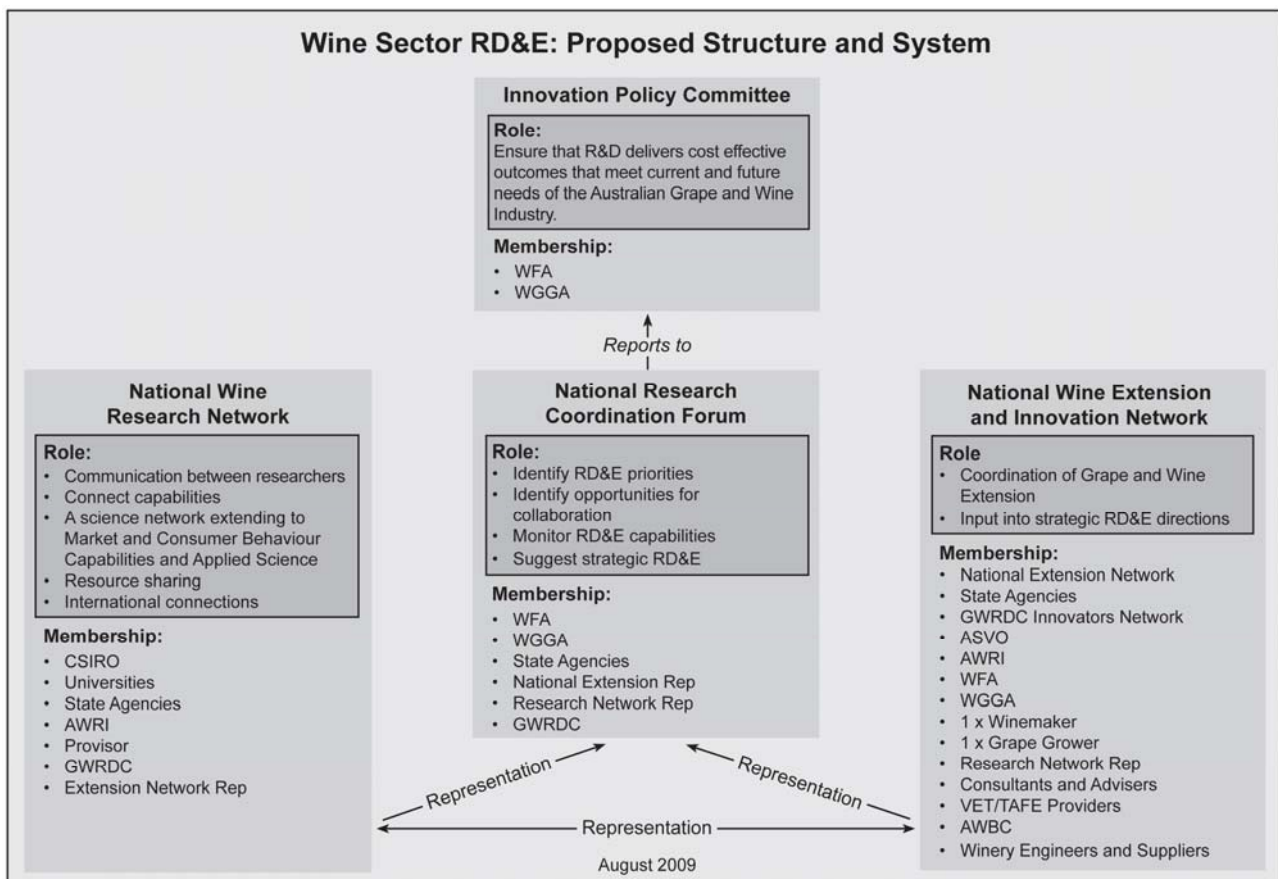 Wine Sector RD&E: Proposed Structure and System
Innovation Policy Committee
Role:
Ensure that R&D delivers cost effective
outcomes that meet current and future
needs of the Australian Grape and Wine
Industry.
Membership:
• WFA
• WGGA
Reports to
National Wine
Research Network
Role:
• Communication between researchers
• Connect capabilities
• A science network extending to
Market and Consumer Behaviour
Capabilities and Applied Science
• Resource sharing
• International connections
Membership:
• CSIRO
• Universities
• State Agencies
• AWRI
• Provisor
• GWRDC
• Extension Network Rep
National Research
Coordination Forum
Role:
• Identify RD&E priorities
• Identify opportunities for
collaboration
• Monitor RD&E capabilities
• Suggest strategic RD&E
Membership:
• WFA
• WGGA
• State Agencies
• National Extension Rep
• Research Network Rep
• GWRDC
National Wine Extension
and Innovation Network
Role
• Coordination of Grape and Wine
Extension
• Input into strategic RD&E directions
Membership:
• National Extension Network
• State Agencies
• GWRDC Innovators Network
• ASVO
• AWRI
• WFA
• WGGA
• 1 x Winemaker
• 1 x Grape Grower
• Research Network Rep
• Consultants and Advisers
• VET/TAFE Providers
• AWBC
• Winery Engineers and Suppliers
Representation
Representation
Representation
August 2009